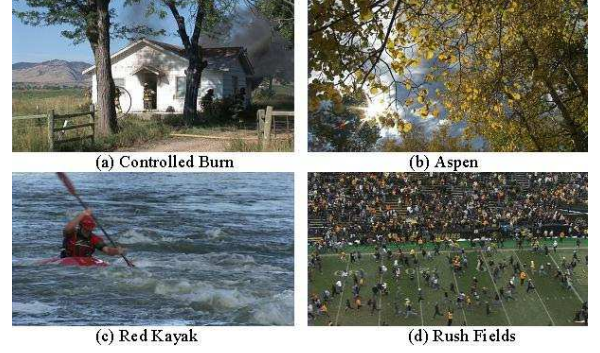 (a) Controlled Burn
(b) Aspen
(c) Red Kayak
(d) Rush Fields